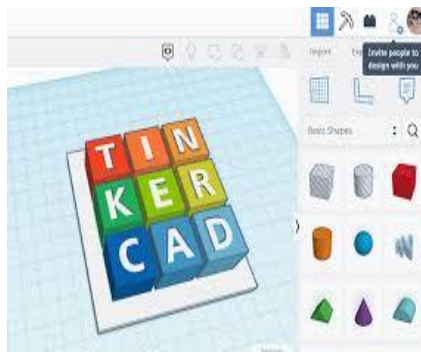 Import
Invite people to
design with you
Basic Shapes
TIN
KER
CAD